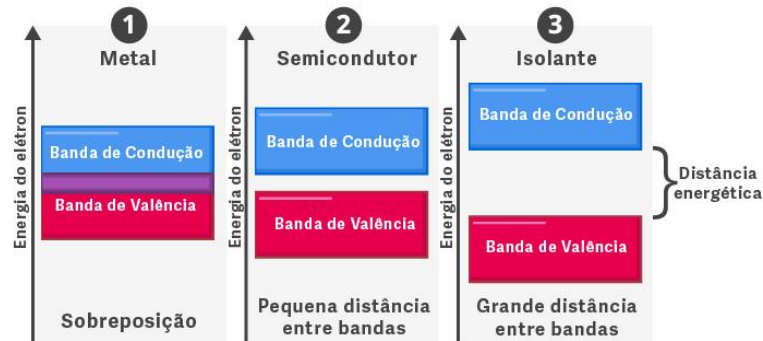 1
Metal
Energia do elétron
Banda de Condução
Banda de Valência
Sobreposição
2
Semicondutor
Energia do elétron
Banda de Condução
Banda de Valência
Pequena distância
entre bandas
3
Isolante
Energia do elétron
Banda de Condução
Banda de Valência
Distância
energética
Grande distância
entre bandas